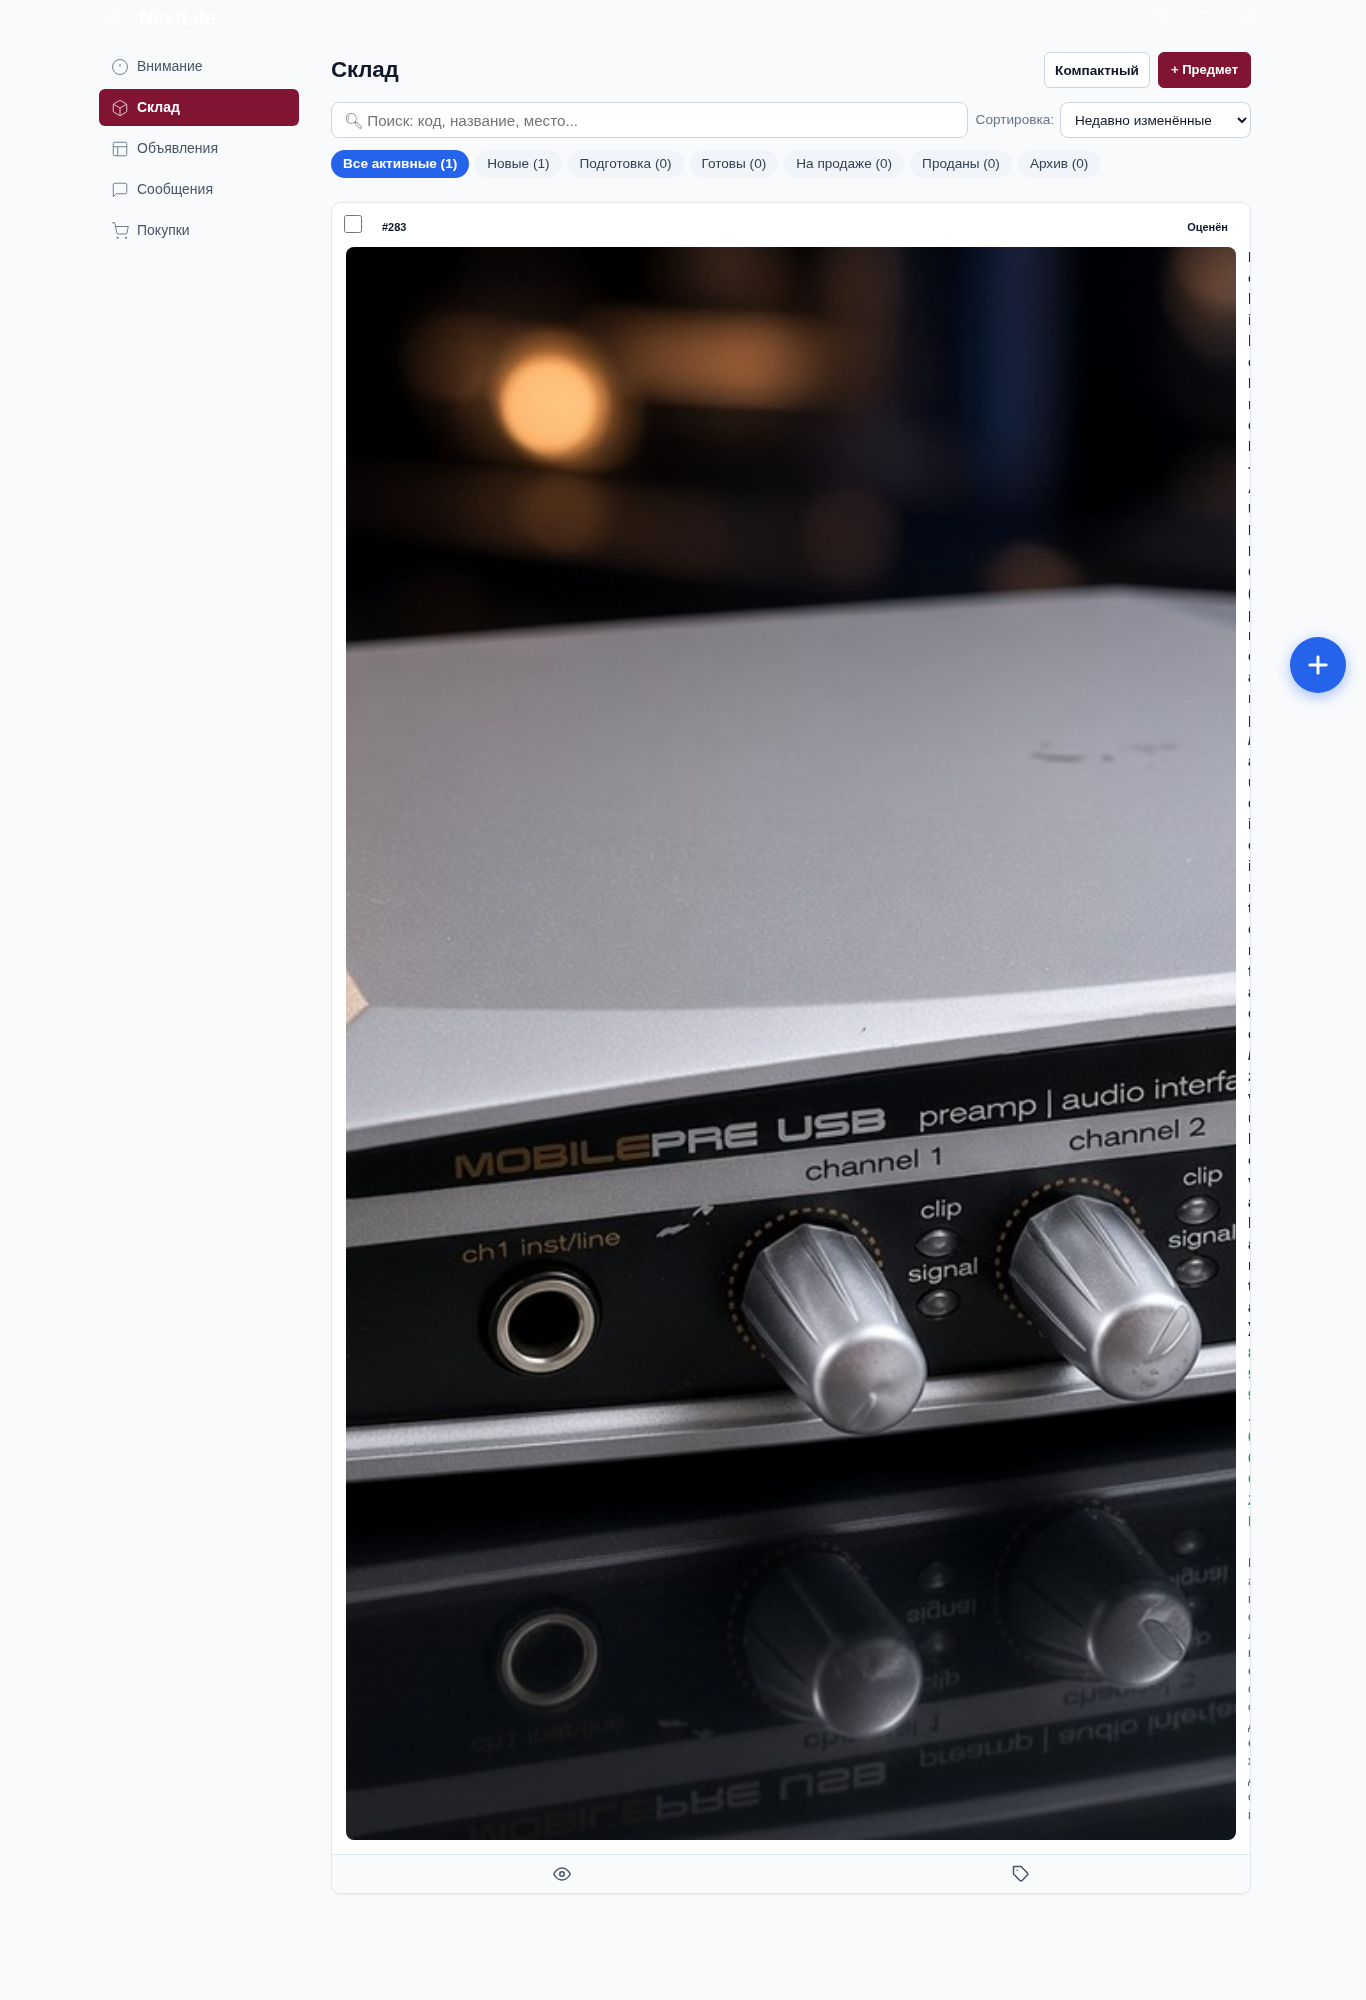 NextLife
Внимание
Склад
Объявления
Сообщения
Покупки
Склад
Компактный
+ Предмет
Поиск: код, название, место...
Сортировка:
Недавно изменённые
Все активные (1)
Новые (1)
Подготовка (0)
Готовы (0)
На продаже (0)
Проданы (0)
Архив (0)
#283
Оценён
MOBILEPRE USB
preamp | audio interfa
channel 1
channel 2
clip
clip
signal
signal
ch1 inst/line